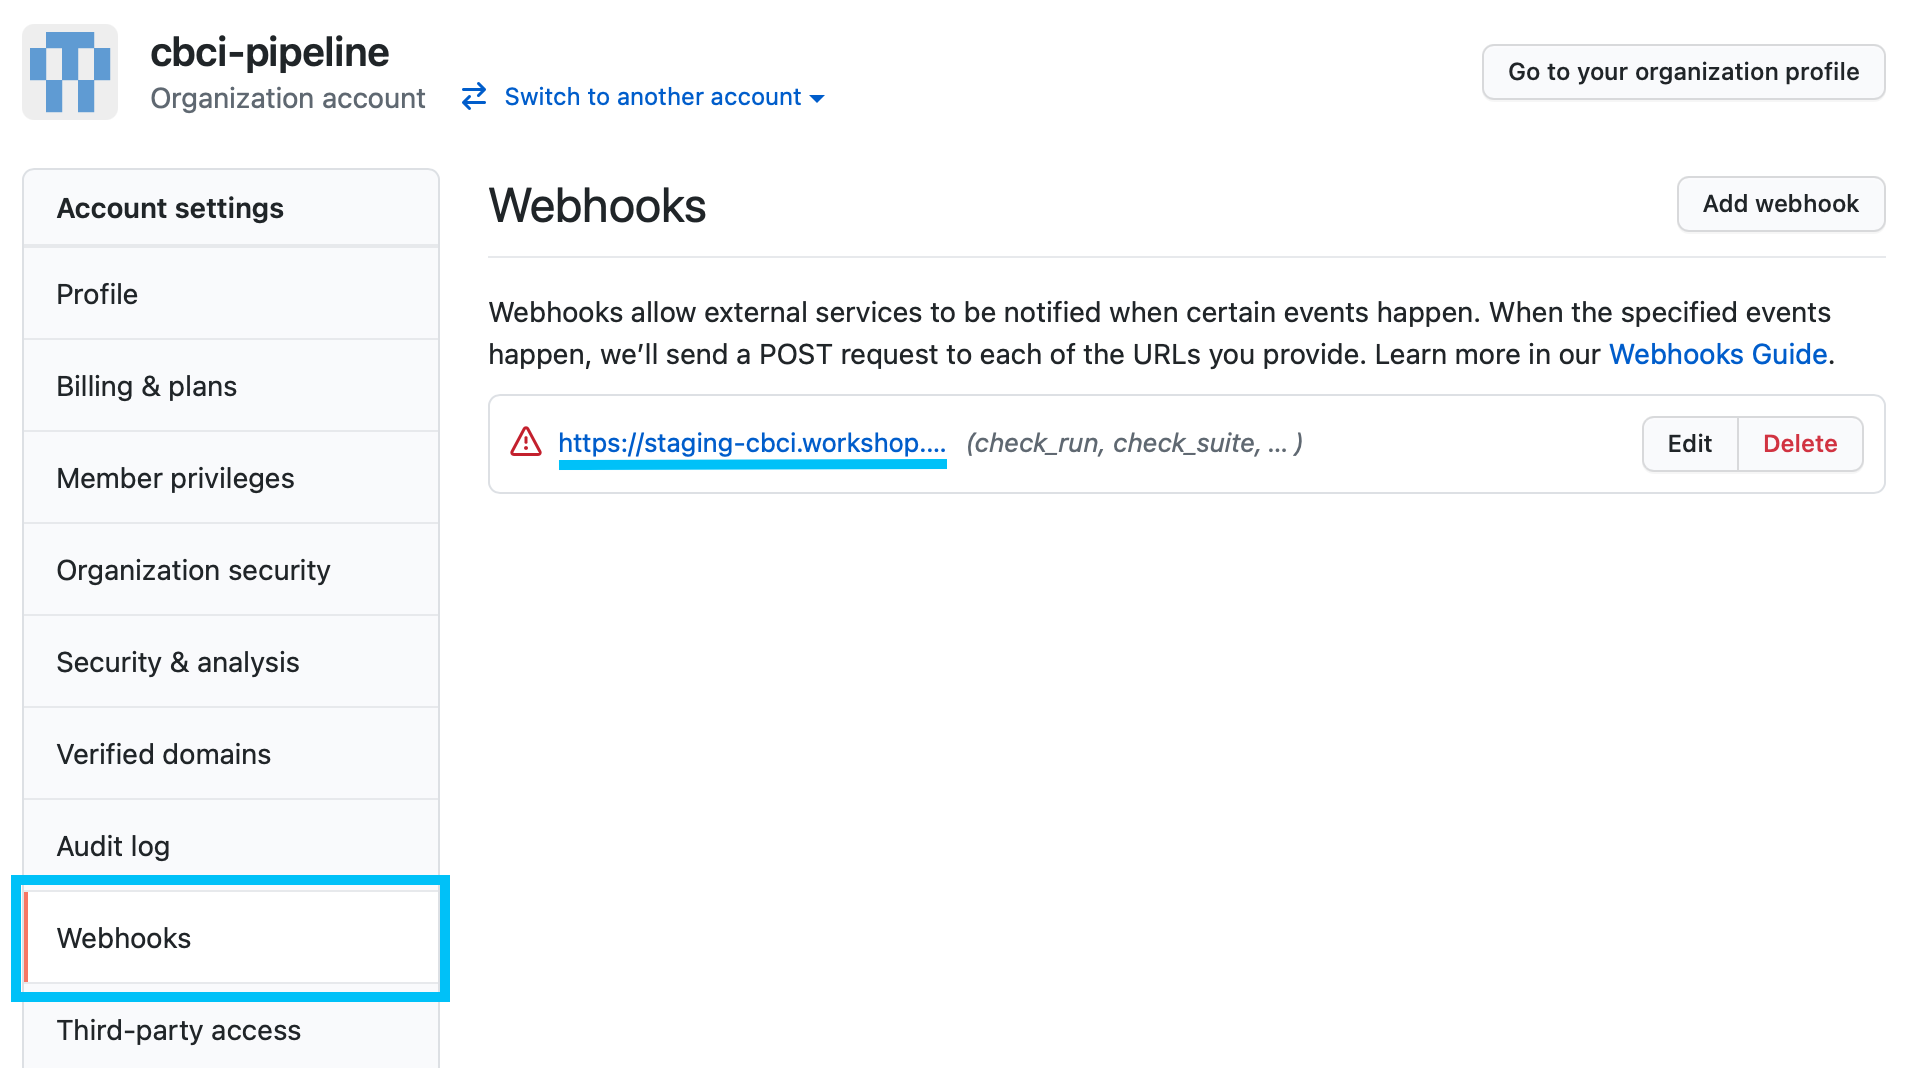 cbci-pipeline
Organization account
Switch to another account
Go to your organization profile
Account settings
Profile
Billing & plans
Member privileges
Organization security
Security & analysis
Verified domains
Audit log
Webhooks
Third-party access
Webhooks
Add webhook
Webhooks allow external services to be notified when certain events happen. When the specified events
happen, we’ll send a POST request to each of the URLs you provide. Learn more in our Webhooks Guide.
https://staging-cbci.workshop.... (check_run, check_suite, ... )
Edit
Delete